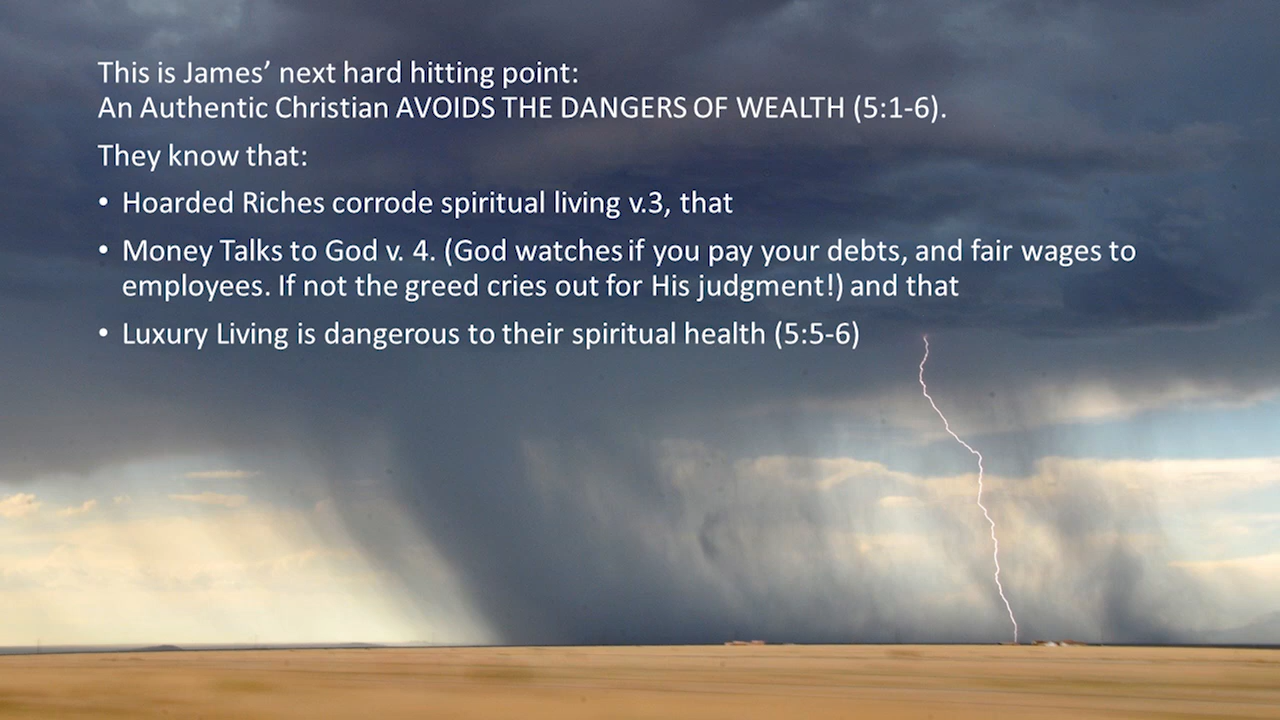 This is James’ next hard hitting point:
An Authentic Christian AVOIDS THE DANGERS OF WEALTH (5:1-6).
They know that:
• Hoarded Riches corrode spiritual living v.3, that
• Money Talks to God v. 4. (God watches if you pay your debts, and fair wages to
employees. If not the greed cries out for His judgment!) and that
• Luxury Living is dangerous to their spiritual health (5:5-6)